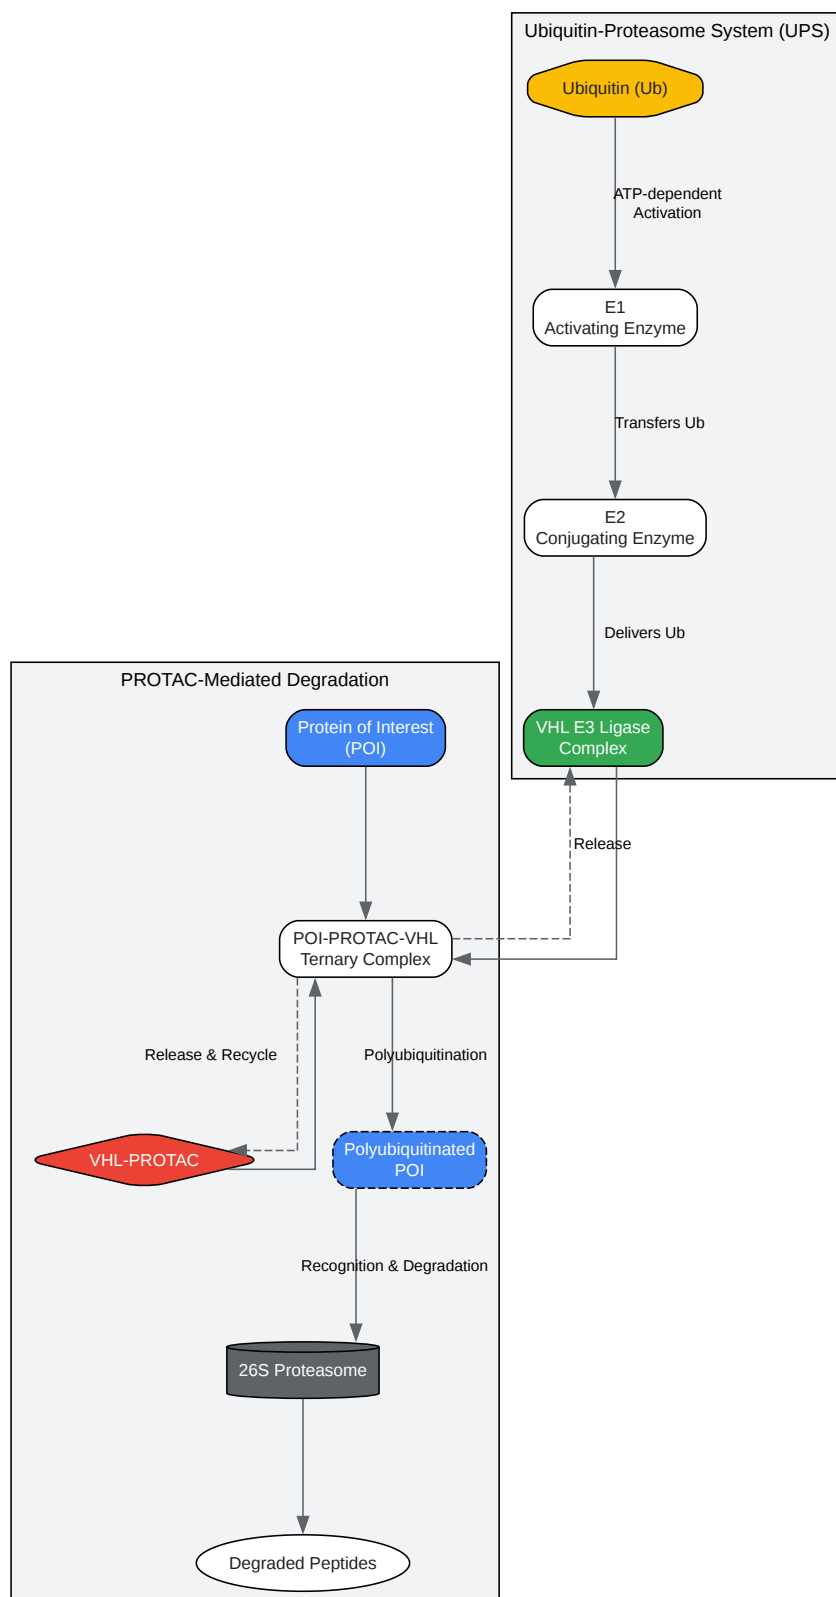 Ubiquitin-Proteasome System (UPS)
Ubiquitin (Ub)
ATP-dependent
Activation
E1
Activating Enzyme
Transfers Ub
E2
Conjugating Enzyme
Delivers Ub
VHL E3 Ligase
Complex
Release
PROTAC-Mediated Degradation
Protein of Interest
(POI)
POI-PROTAC-VHL
Ternary Complex
Release & Recycle
Polyubiquitination
VHL-PROTAC
Polyubiquitinated
POI
Recognition & Degradation
26S Proteasome
Degraded Peptides